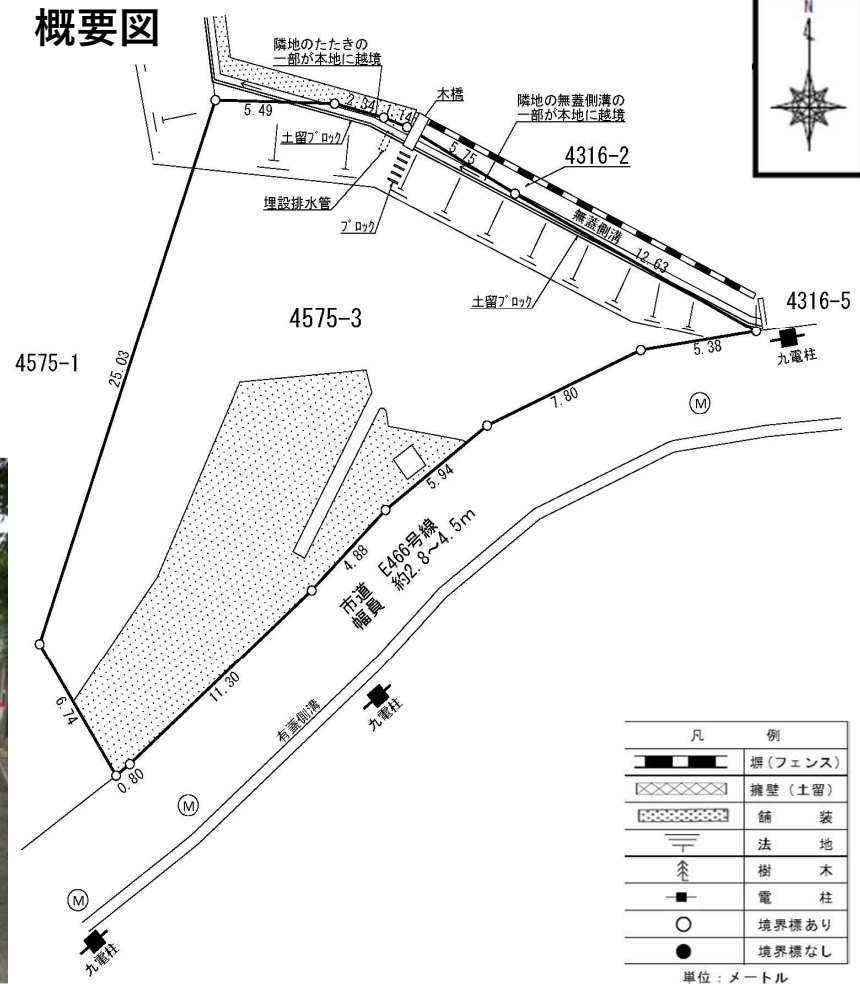 概要図
N
隣地のたたきの
一部が本地に越境
木橋
隣地の無蓋側溝の
一部が本地に越境
5.49
2.34
1.14
土留ブロック
5.75
4316-2
埋設排水管
ブロック
無蓋側溝
12.63
土留ブロック
4316-5
4575-3
4575-1
25.03
5.38
九電柱
7.80
M
5.94
4.88
市道 E466号線
幅員 約2.8~4.5m
11.30
6.74
0.80
有蓋側溝
九電柱
M
M
九電柱
凡例
塀(フェンス)
擁壁(土留)
舗装
法地
樹木
電柱
境界標あり
境界標なし
単位:メートル